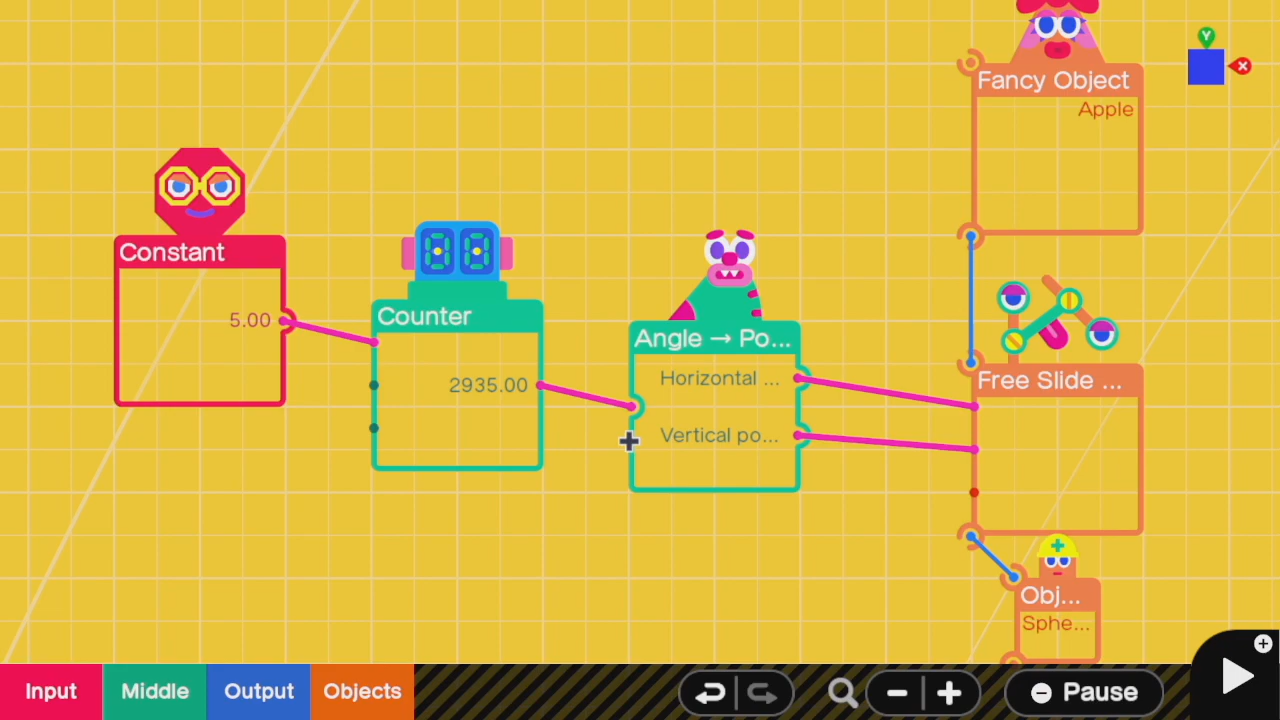 Y
X
Fancy Object
Apple
Constant
5.00
Counter
2935.00
Angle → Po...
Horizontal ...
Vertical po...
Free Slide ...
Obj...
Sphe...
Input
Middle
Output
Objects
Pause